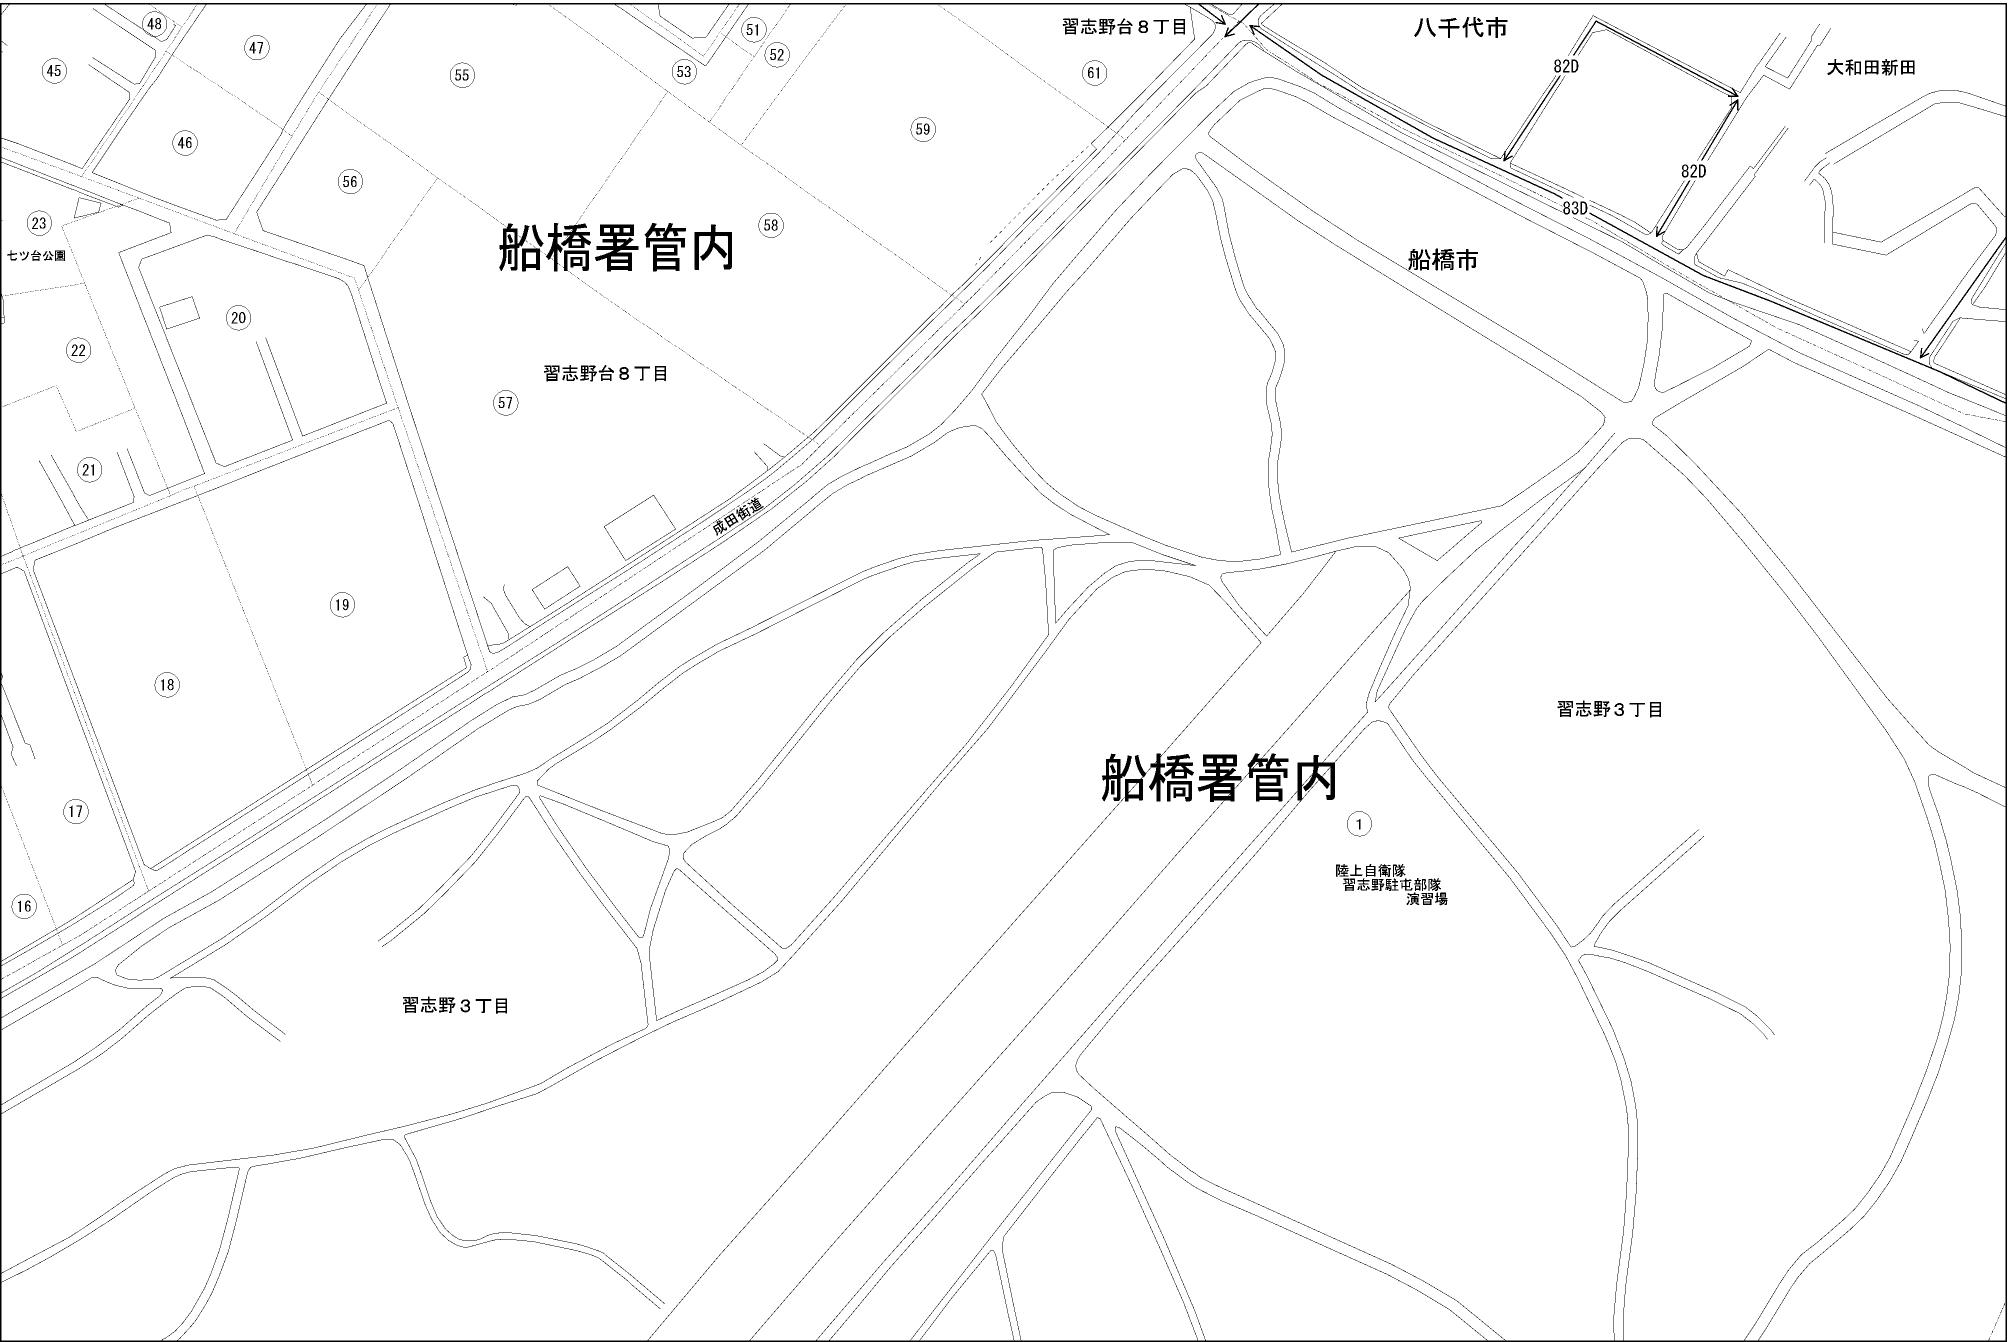 48
47
51
習志野台８丁目
八千代市
52
45
55
53
61
82D
大和田新田
46
59
56
82D
23
58
83D
七ツ台公園
船橋署管内
船橋市
20
22
習志野台８丁目
57
21
成田街道
19
18
習志野３丁目
船橋署管内
17
1
陸上自衛隊
習志野駐屯部隊
演習場
16
習志野３丁目